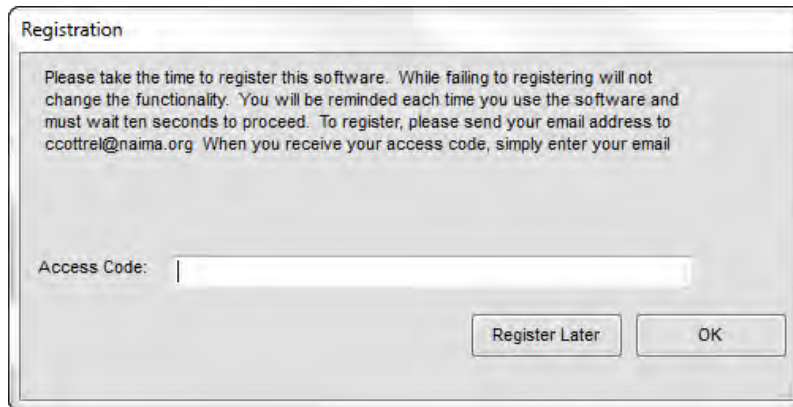 Registration
Please take the time to register this software.  While failing to registering will not
change the functionality.  You will be reminded each time you use the software and
must wait ten seconds to proceed.  To register, please send your email address to
ccottrel@naima.org  When you receive your access code, simply enter your email
Access Code:
Register Later
OK